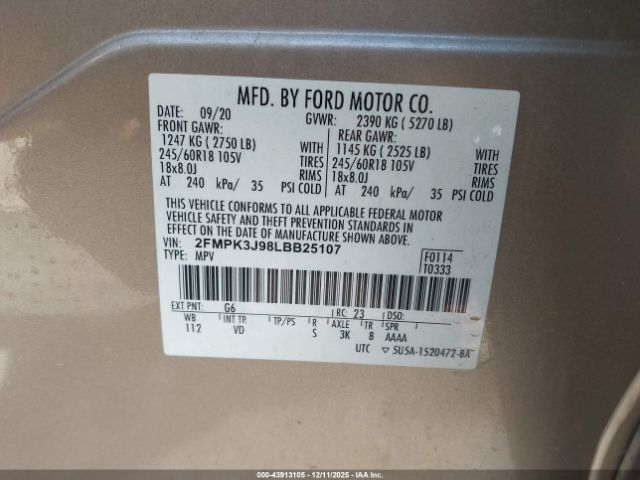 MFD. BY FORD MOTOR CO.
DATE: 09/20 GVWR: 2390 KG ( 5270 LB)
FRONT GAWR: REAR GAWR:
1247 KG ( 2750 LB) WITH 1145 KG ( 2525 LB) WITH
245/60R18 105V TIRES 245/60R18 105V TIRES
18x8.0J RIMS 18x8.0J RIMS
AT 240 kPa/ 35 PSI COLD AT 240 kPa/ 35 PSI COLD
THIS VEHICLE CONFORMS TO ALL APPLICABLE FEDERAL MOTOR
VEHICLE SAFETY AND THEFT PREVENTION STANDARDS IN
EFFECT ON THE DATE OF MANUFACTURE SHOWN ABOVE.
VIN: 2FMPK3J98LBB25107
TYPE: MPV
F0114
T0333
EXT PNT: G6 RC: 23 DSO:
WB INT TR TP/PS R AXLE TR SPR
112 VD S 3K 8 AAAA
UTC ▽ 5USA-1520472-BA
000-43913105 - 12/11/2025 - IAA Inc.